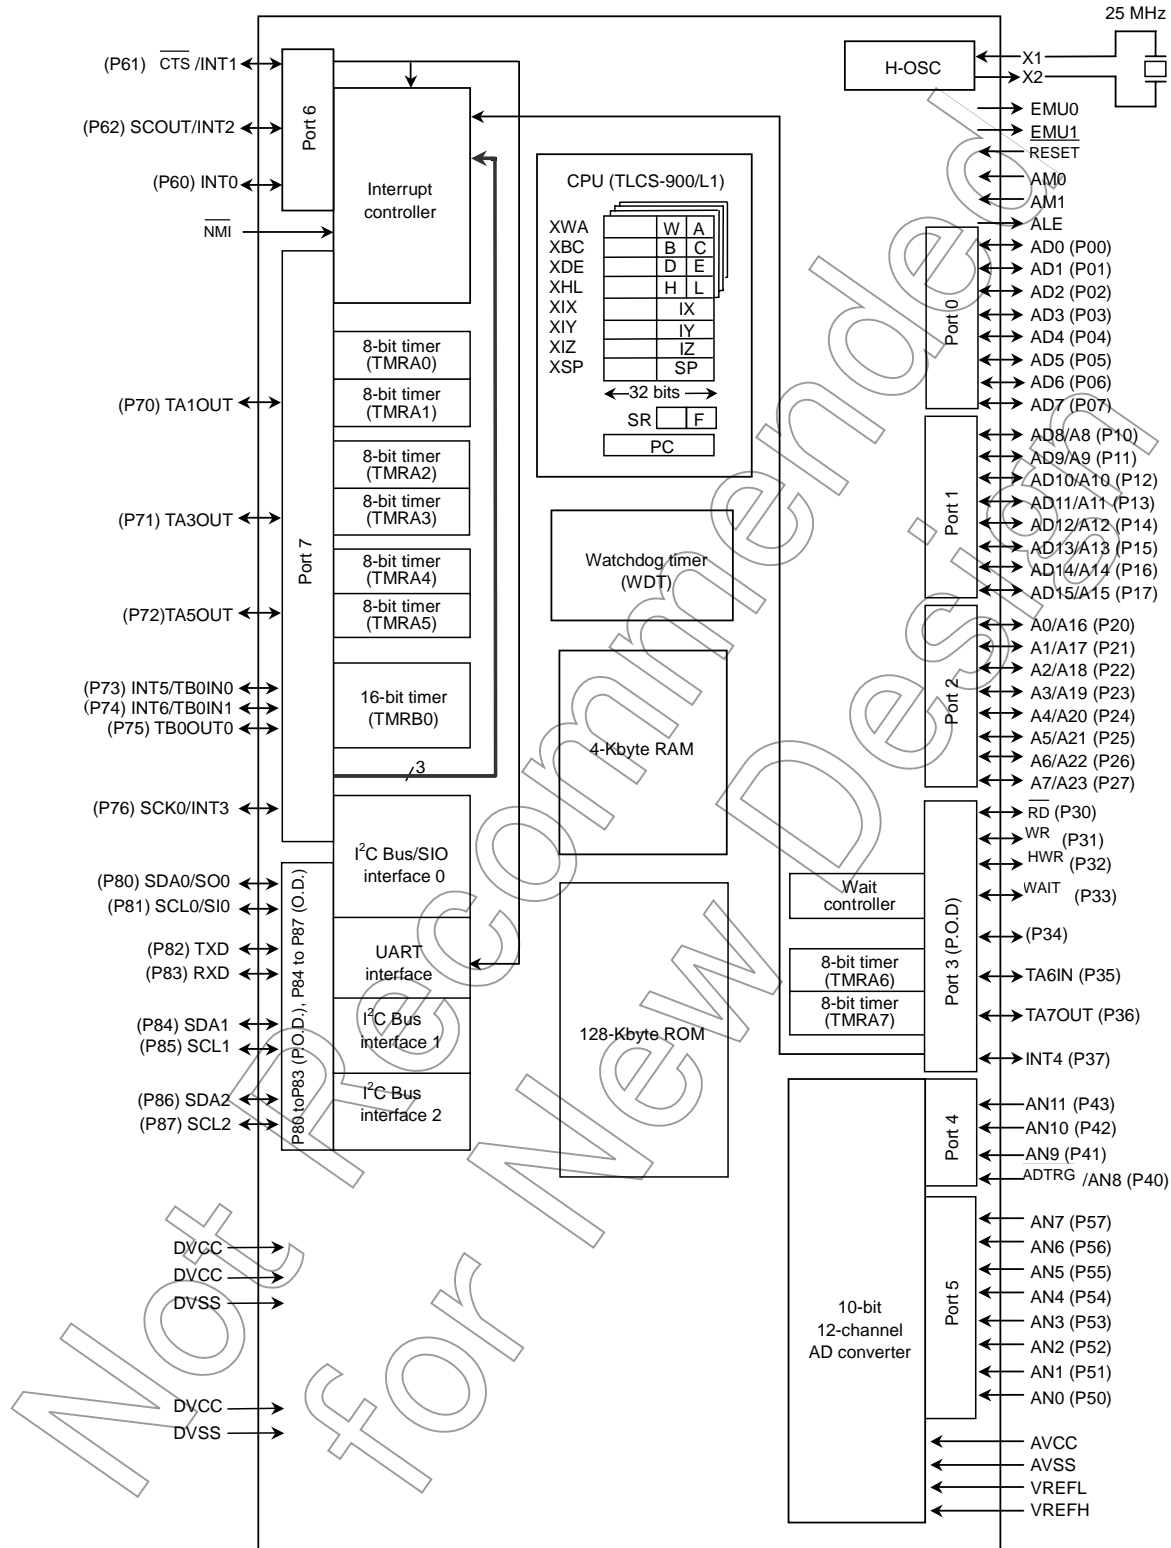 25 MHz
(P61) CTS /INT1
(P62) SCOUT/INT2
(P60) INT0
NMI
Port 6
Interrupt
controller
H-OSC
X1
X2
EMU0
EMU1
RESET
AM0
AM1
ALE
CPU (TLCS-900/L1)
XWA W A
XBC B C
XDE D E
XHL H L
XIX IX
XIY IY
XIZ IZ
XSP SP
32 bits
SR F
PC
Port 0
AD0 (P00)
AD1 (P01)
AD2 (P02)
AD3 (P03)
AD4 (P04)
AD5 (P05)
AD6 (P06)
AD7 (P07)
Port 7
(P70) TA1OUT
(P71) TA3OUT
(P72)TA5OUT
(P73) INT5/TB0IN0
(P74) INT6/TB0IN1
(P75) TB0OUT0
(P76) SCK0/INT3
8-bit timer
(TMRA0)
8-bit timer
(TMRA1)
8-bit timer
(TMRA2)
8-bit timer
(TMRA3)
8-bit timer
(TMRA4)
8-bit timer
(TMRA5)
16-bit timer
(TMRB0)
3
Watchdog timer
(WDT)
4-Kbyte RAM
128-Kbyte ROM
Port 1
AD8/A8 (P10)
AD9/A9 (P11)
AD10/A10 (P12)
AD11/A11 (P13)
AD12/A12 (P14)
AD13/A13 (P15)
AD14/A14 (P16)
AD15/A15 (P17)
Port 2
A0/A16 (P20)
A1/A17 (P21)
A2/A18 (P22)
A3/A19 (P23)
A4/A20 (P24)
A5/A21 (P25)
A6/A22 (P26)
A7/A23 (P27)
(P80) SDA0/SO0
(P81) SCL0/SI0
(P82) TXD
(P83) RXD
(P84) SDA1
(P85) SCL1
(P86) SDA2
(P87) SCL2
P80 toP83 (P.O.D.), P84 to P87 (O.D.)
I²C Bus/SIO
interface 0
UART
interface
I²C Bus
interface 1
I²C Bus
interface 2
Wait
controller
8-bit timer
(TMRA6)
8-bit timer
(TMRA7)
Port 3 (P.O.D)
RD (P30)
WR (P31)
HWR (P32)
WAIT (P33)
(P34)
TA6IN (P35)
TA7OUT (P36)
INT4 (P37)
Port 4
AN11 (P43)
AN10 (P42)
AN9 (P41)
ADTRG /AN8 (P40)
10-bit
12-channel
AD converter
Port 5
AN7 (P57)
AN6 (P56)
AN5 (P55)
AN4 (P54)
AN3 (P53)
AN2 (P52)
AN1 (P51)
AN0 (P50)
AVCC
AVSS
VREFL
VREFH
DVCC
DVCC
DVSS
DVCC
DVSS
Not Recommended
for New Design